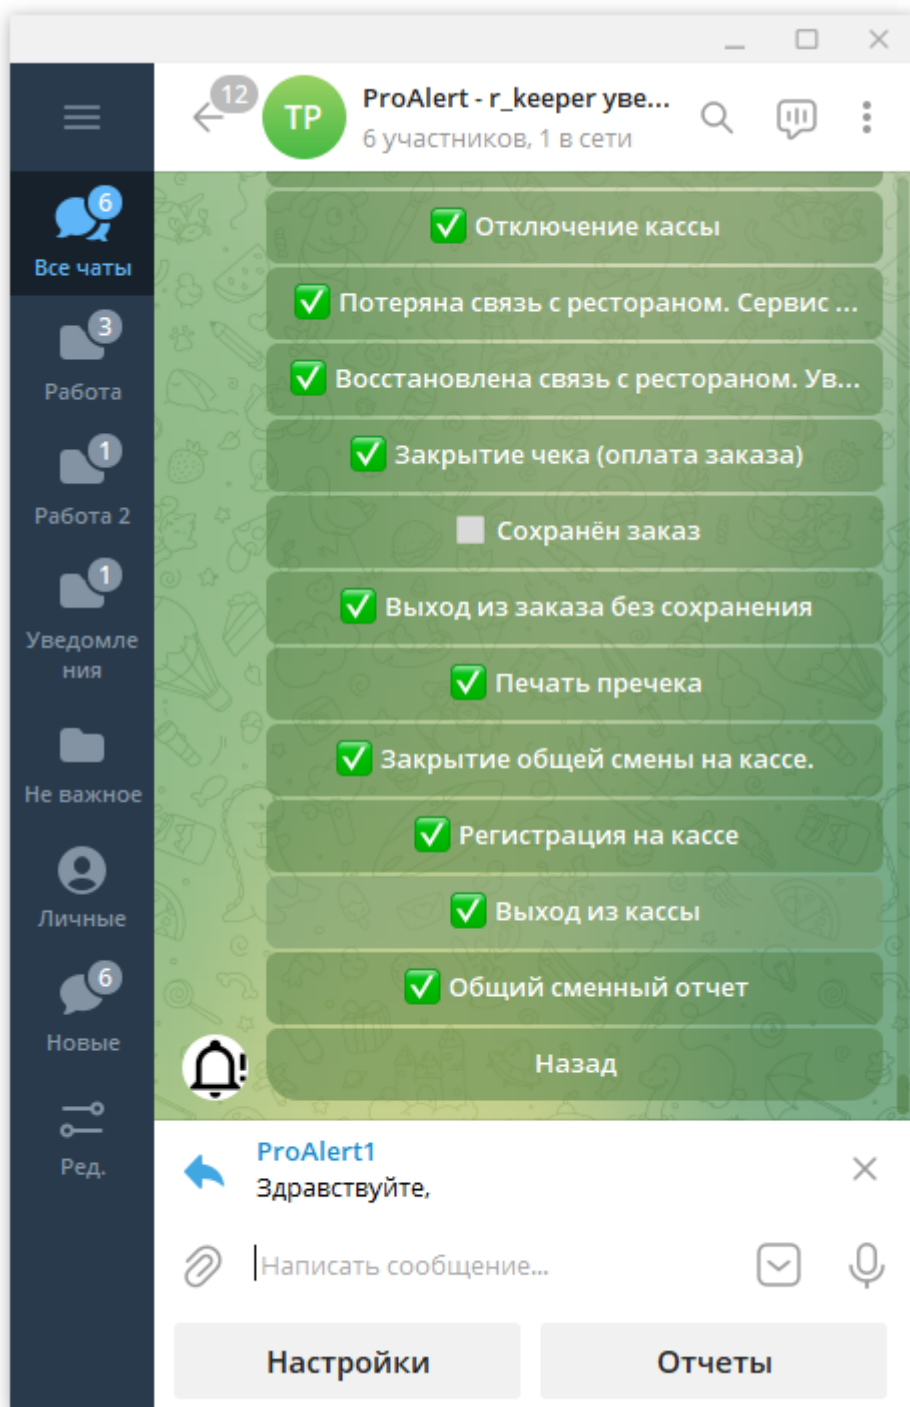 12
TP
ProAlert - r_keeper уве...
6 участников, 1 в сети
6
Все чаты
3
Работа
1
Работа 2
1
Уведомле
ния
Не важное
Личные
6
Новые
Ред.
Отключение кассы
Потеряна связь с рестораном. Сервис ...
Восстановлена связь с рестораном. Ув...
Закрытие чека (оплата заказа)
Сохранён заказ
Выход из заказа без сохранения
Печать пречека
Закрытие общей смены на кассе.
Регистрация на кассе
Выход из кассы
Общий сменный отчет
Назад
ProAlert1
Здравствуйте,
Написать сообщение...
Настройки
Отчеты